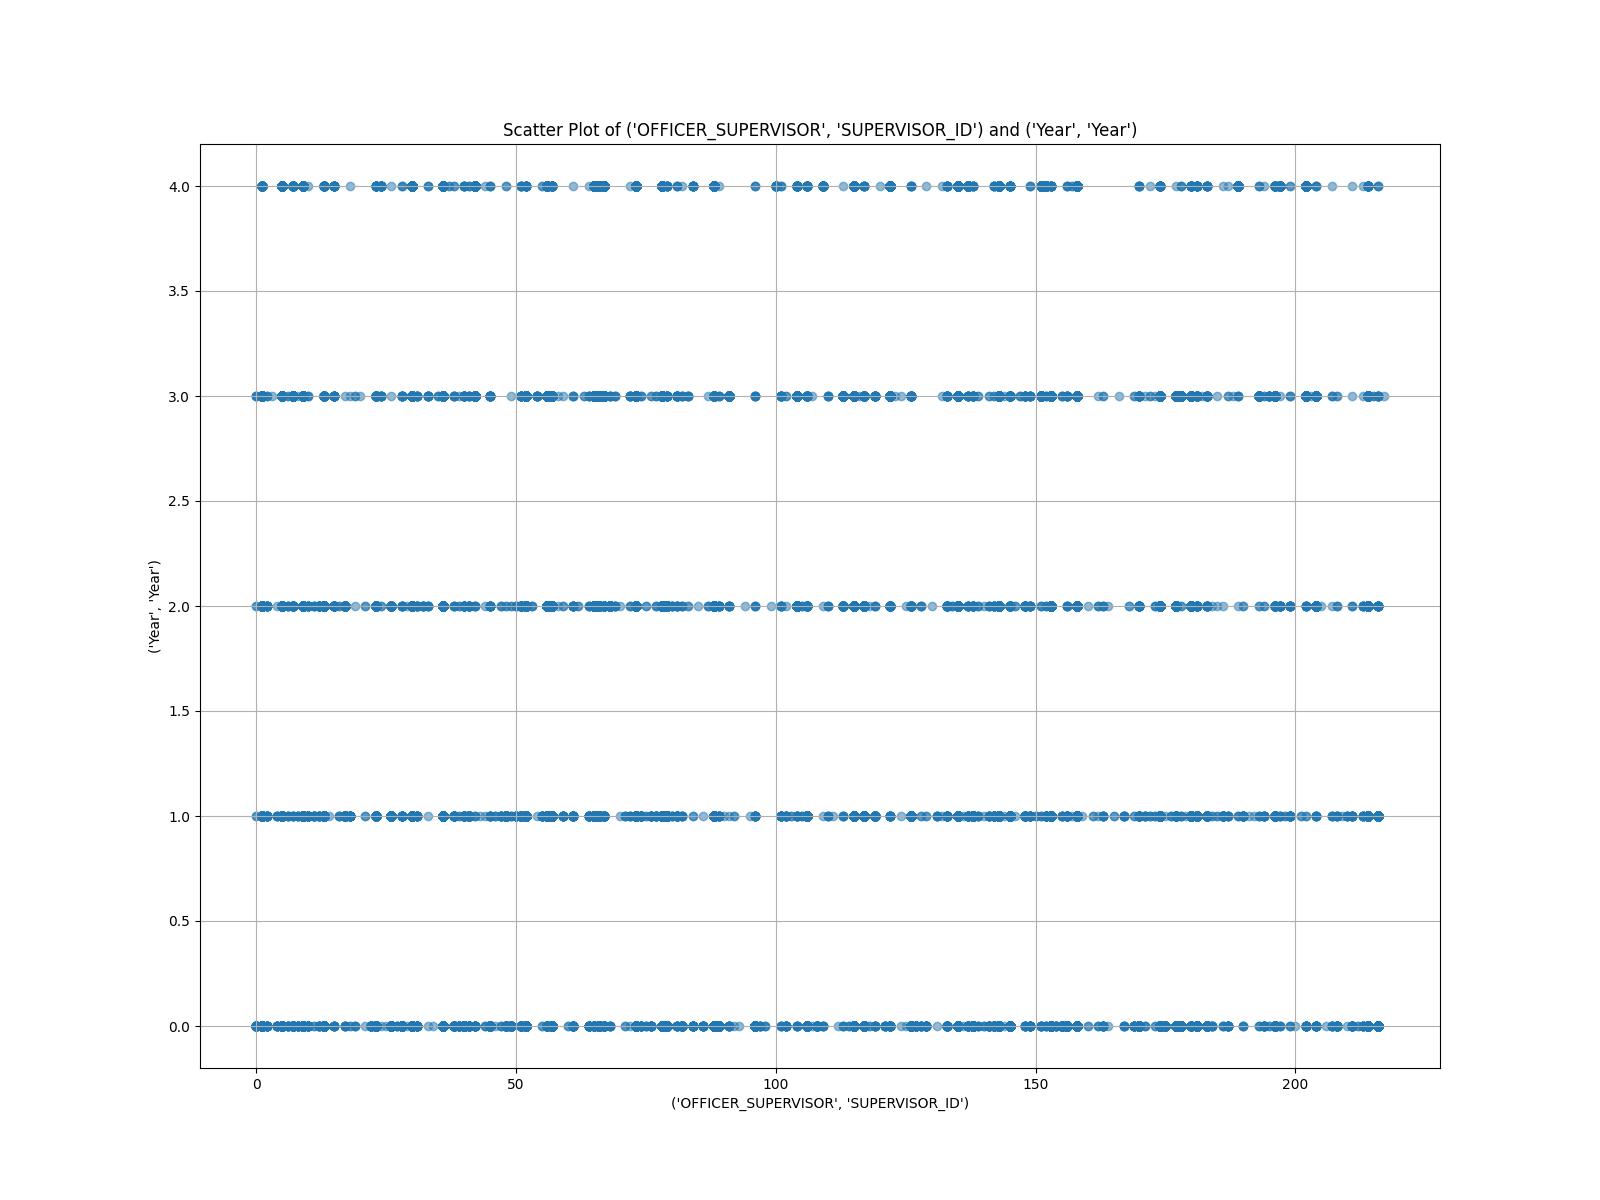 Scatter Plot of ('OFFICER_SUPERVISOR', 'SUPERVISOR_ID') and ('Year', 'Year')
4.0
3.5
3.0
2.5
2.0
1.5
1.0
0.5
0.0
('Year', 'Year')
0 50 100 150 200
('OFFICER_SUPERVISOR', 'SUPERVISOR_ID')